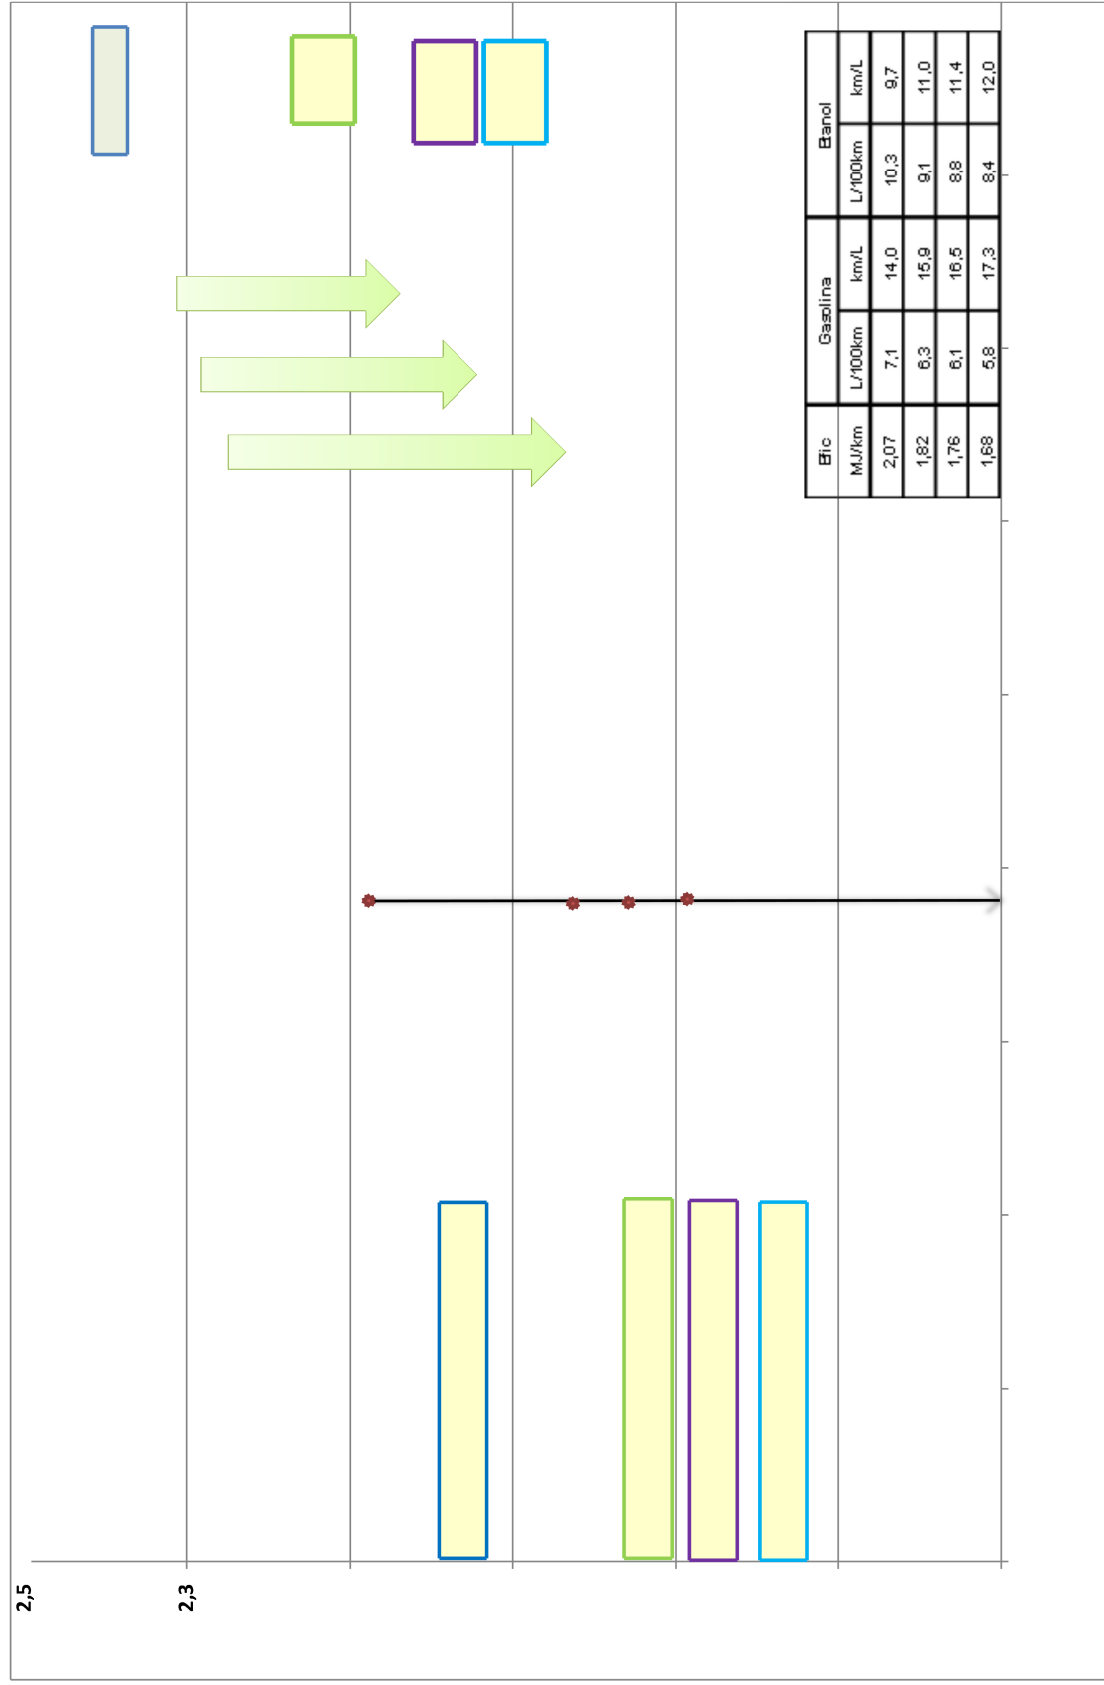 2,5
2,3
Efic Gasolina Etanol
MJ/km L/100km km/L L/100km km/L
2,07 7,1 14,0 10,3 9,7
1,82 6,3 15,9 9,1 11,0
1,76 6,1 16,5 8,8 11,4
1,68 5,8 17,3 8,4 12,0